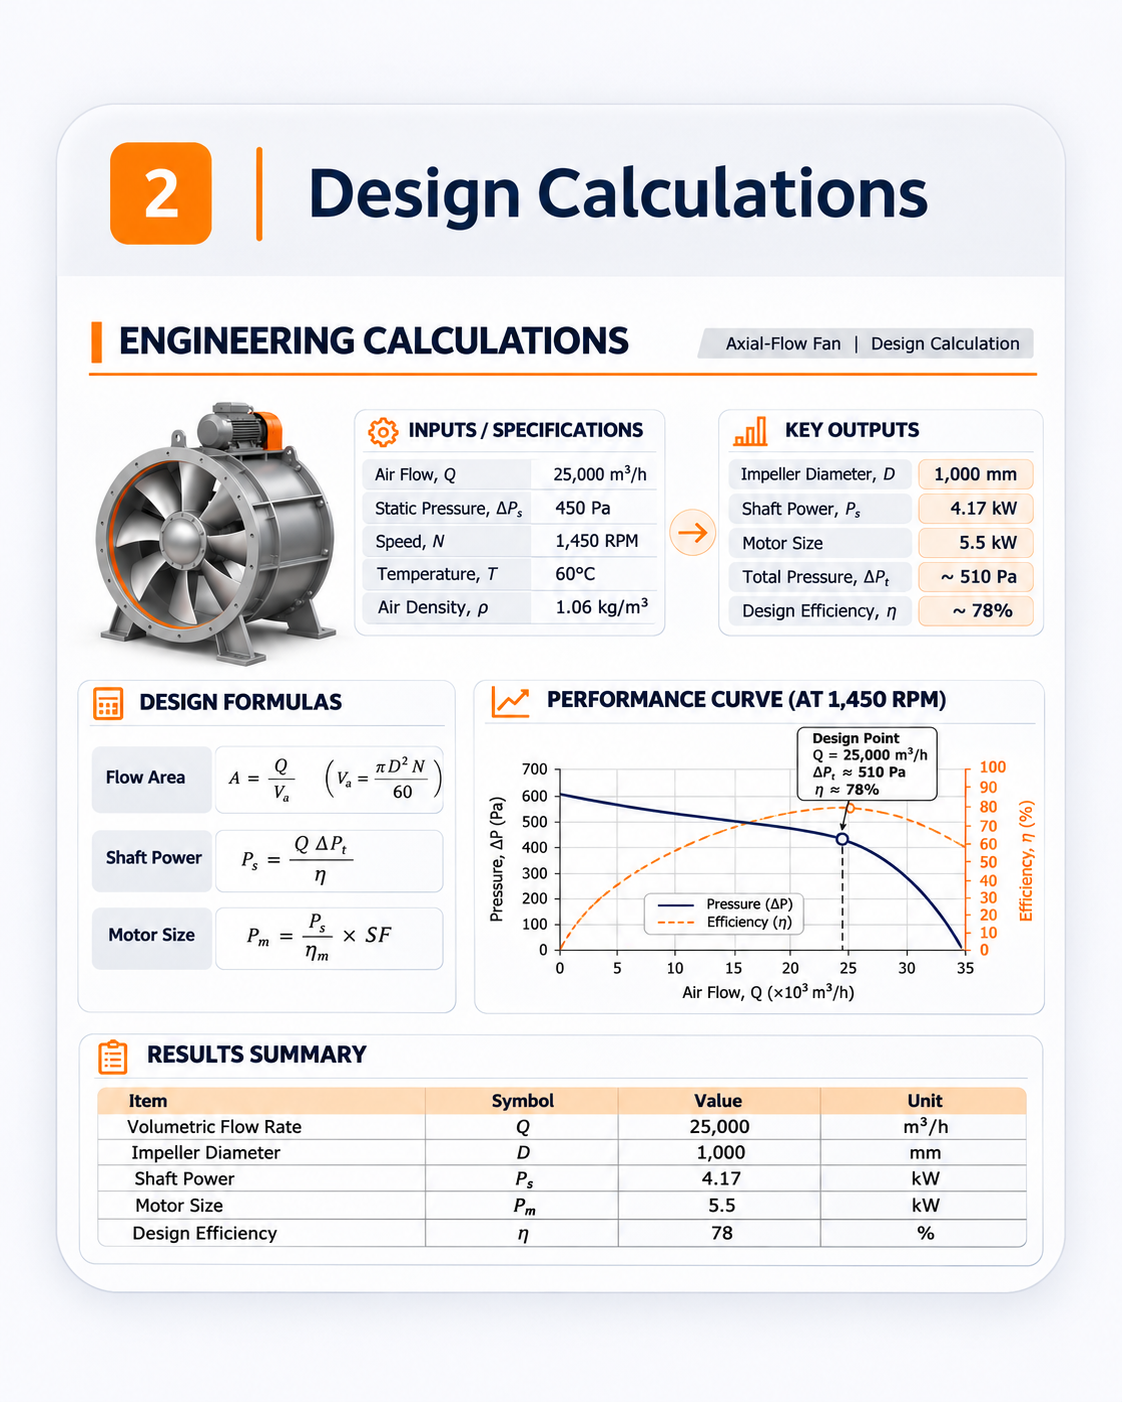 2
Design Calculations
ENGINEERING CALCULATIONS
Axial-Flow Fan | Design Calculation
INPUTS / SPECIFICATIONS
Air Flow, Q 25,000 m³/h
Static Pressure, ΔPₛ 450 Pa
Speed, N 1,450 RPM
Temperature, T 60°C
Air Density, ρ 1.06 kg/m³
KEY OUTPUTS
Impeller Diameter, D 1,000 mm
Shaft Power, Pₛ 4.17 kW
Motor Size 5.5 kW
Total Pressure, ΔPₜ ~ 510 Pa
Design Efficiency, η ~ 78%
DESIGN FORMULAS
Flow Area A = Q / Vₐ (Vₐ = πD² N / 60)
Shaft Power Pₛ = Q ΔPₜ / η
Motor Size Pₘ = Pₛ / ηₘ × SF
PERFORMANCE CURVE (AT 1,450 RPM)
Design Point
Q = 25,000 m³/h
ΔPₜ ≈ 510 Pa
η ≈ 78%
Pressure, ΔP (Pa)
700
600
500
400
300
200
100
0
Pressure (ΔP)
Efficiency (η)
100
90
80
70
60
50
40
30
20
10
0
Efficiency, η (%)
0 5 10 15 20 25 30 35
Air Flow, Q (×10³ m³/h)
RESULTS SUMMARY
Item Symbol Value Unit
Volumetric Flow Rate Q 25,000 m³/h
Impeller Diameter D 1,000 mm
Shaft Power Pₛ 4.17 kW
Motor Size Pₘ 5.5 kW
Design Efficiency η 78 %